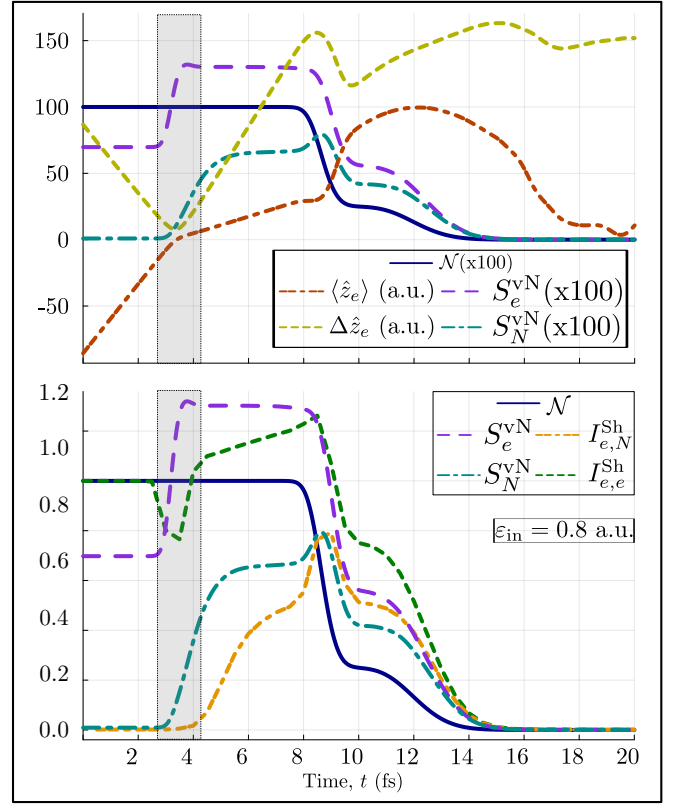 150
100
50
0
-50
𝒩(x100)
⟨ẑ_e⟩ (a.u.) S_e^vN(x100)
Δẑ_e (a.u.) S_N^vN(x100)
1.2
1.0
0.8
0.6
0.4
0.2
0.0
𝒩
S_e^vN I_e,N^Sh
S_N^vN I_e,e^Sh
ε_in = 0.8 a.u.
2 4 6 8 10 12 14 16 18 20
Time, t (fs)